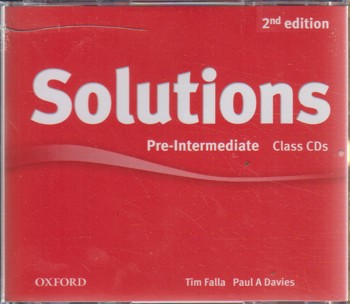 2nd edition
Solutions
Pre-Intermediate Class CDs
OXFORD
Tim Falla Paul A Davies